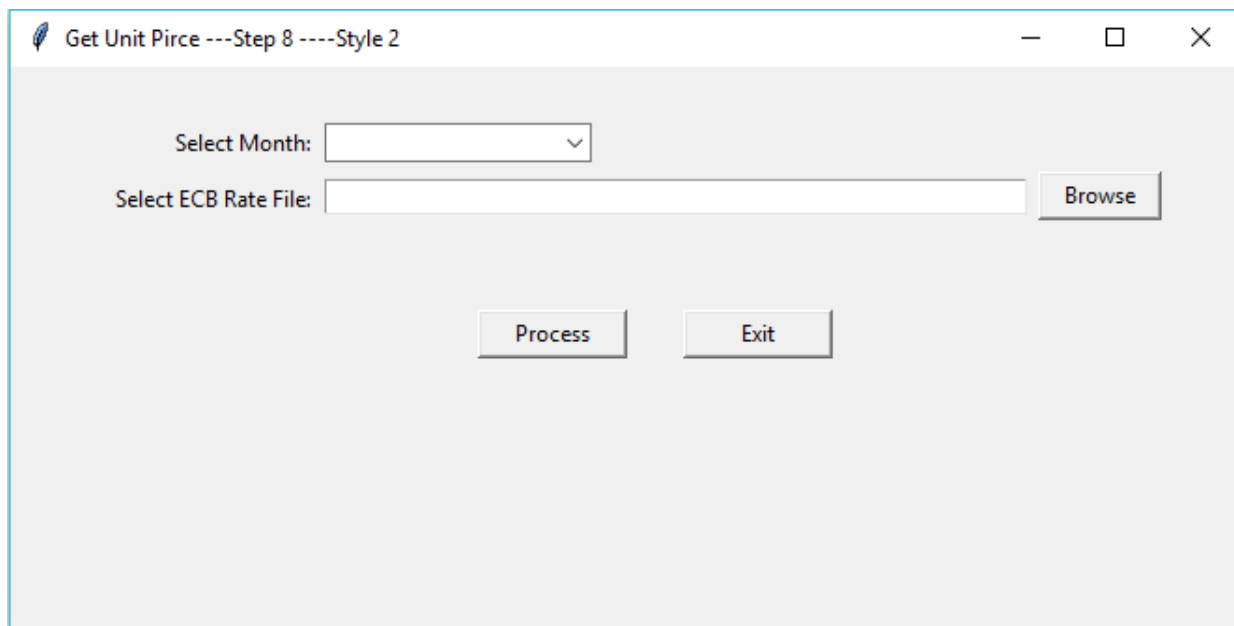 Get Unit Pirce ---Step 8 ----Style 2
Select Month:
Select ECB Rate File:
Browse
Process
Exit